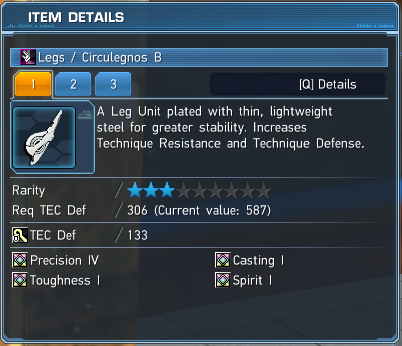 ITEM DETAILS
Legs / Circulegnos B
1 2 3 [Q] Details
A Leg Unit plated with thin, lightweight
steel for greater stability. Increases
Technique Resistance and Technique Defense.
Rarity /
Req TEC Def / 306 (Current value: 587)
TEC Def / 133
Precision IV Casting I
Toughness I Spirit I